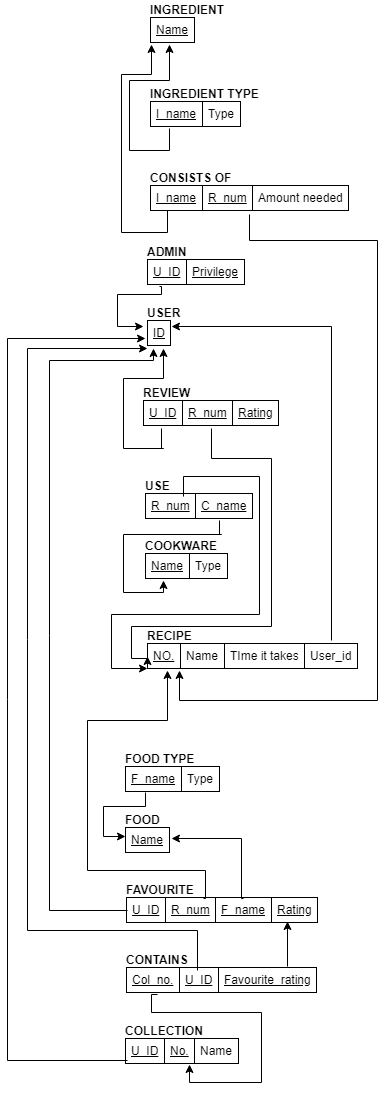 INGREDIENT
Name
INGREDIENT TYPE
I_name Type
CONSISTS OF
I_name R_num Amount needed
ADMIN
U_ID Privilege
USER
ID
REVIEW
U_ID R_num Rating
USE
R_num C_name
COOKWARE
Name Type
RECIPE
NO. Name TIme it takes User_id
FOOD TYPE
F_name Type
FOOD
Name
FAVOURITE
U_ID R_num F_name Rating
CONTAINS
Col_no. U_ID Favourite_rating
COLLECTION
U_ID No. Name